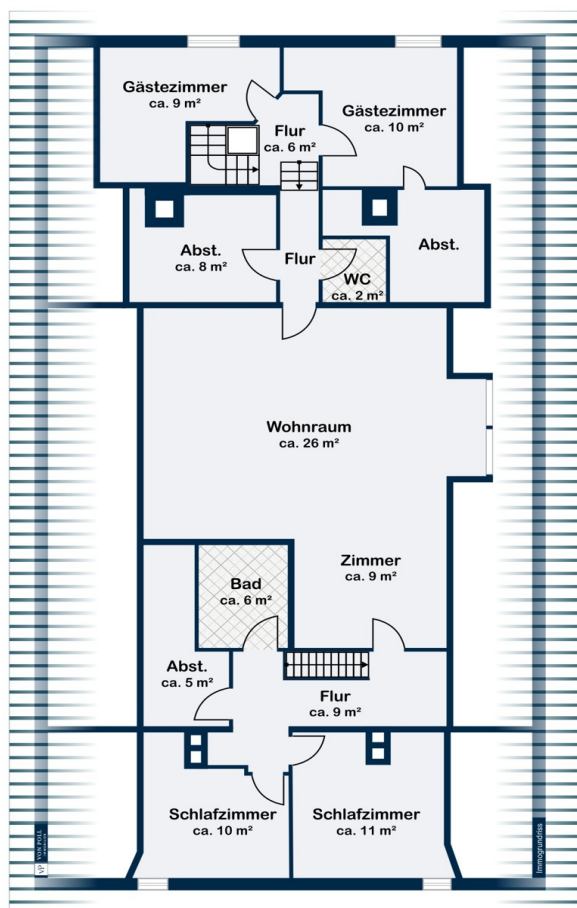 Gästezimmer
ca. 9 m²
Gästezimmer
ca. 10 m²
Flur
ca. 6 m²
Abst.
ca. 8 m²
Flur
WC
ca. 2 m²
Abst.
Wohnraum
ca. 26 m²
Zimmer
ca. 9 m²
Bad
ca. 6 m²
Abst.
ca. 5 m²
Flur
ca. 9 m²
Schlafzimmer
ca. 10 m²
Schlafzimmer
ca. 11 m²
VP VON POLL
IMMOBILIEN
Immogrundriss